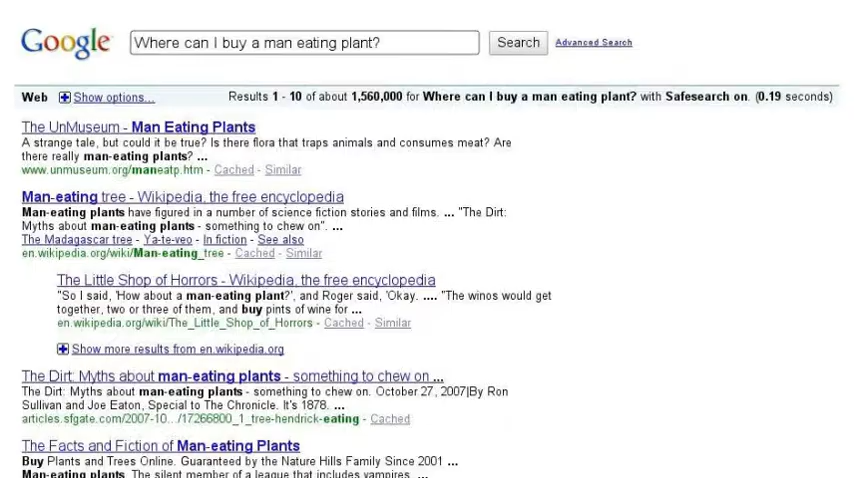 Google Where can I buy a man eating plant? Search Advanced Search
Web Show options... Results 1 - 10 of about 1,560,000 for Where can I buy a man eating plant? with Safesearch on. (0.19 seconds)
The UnMuseum - Man Eating Plants
A strange tale, but could it be true? Is there flora that traps animals and consumes meat? Are
there really man-eating plants? ...
www.unmuseum.org/maneatp.htm - Cached - Similar
Man-eating tree - Wikipedia, the free encyclopedia
Man-eating plants have figured in a number of science fiction stories and films. ... "The Dirt:
Myths about man-eating plants - something to chew on". ...
The Madagascar tree - Ya-te-veo - In fiction - See also
en.wikipedia.org/wiki/Man-eating_tree - Cached - Similar
The Little Shop of Horrors - Wikipedia, the free encyclopedia
"So I said, 'How about a man-eating plant?', and Roger said, 'Okay. .... "The winos would get
together, two or three of them, and buy pints of wine for ...
en.wikipedia.org/wiki/The_Little_Shop_of_Horrors - Cached - Similar
Show more results from en.wikipedia.org
The Dirt: Myths about man-eating plants - something to chew on ...
The Dirt: Myths about man-eating plants - something to chew on. October 27, 2007|By Ron
Sullivan and Joe Eaton, Special to The Chronicle. It's 1878. ...
articles.sfgate.com/2007-10.../17266800_1_tree-hendrick-eating - Cached
The Facts and Fiction of Man-eating Plants
Buy Plants and Trees Online. Guaranteed by the Nature Hills Family Since 2001 ...
Man-eating plants. The silent member of a league that includes vampires, ...